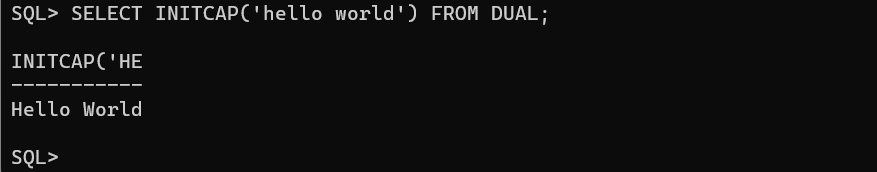 SQL> SELECT INITCAP('hello world') FROM DUAL;
INITCAP('HE
-----------
Hello World
SQL>